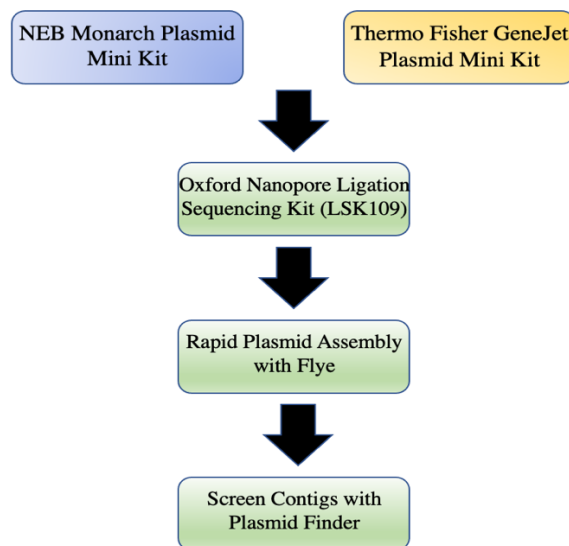 NEB Monarch Plasmid
Mini Kit
Thermo Fisher GeneJet
Plasmid Mini Kit
Oxford Nanopore Ligation
Sequencing Kit (LSK109)
Rapid Plasmid Assembly
with Flye
Screen Contigs with
Plasmid Finder